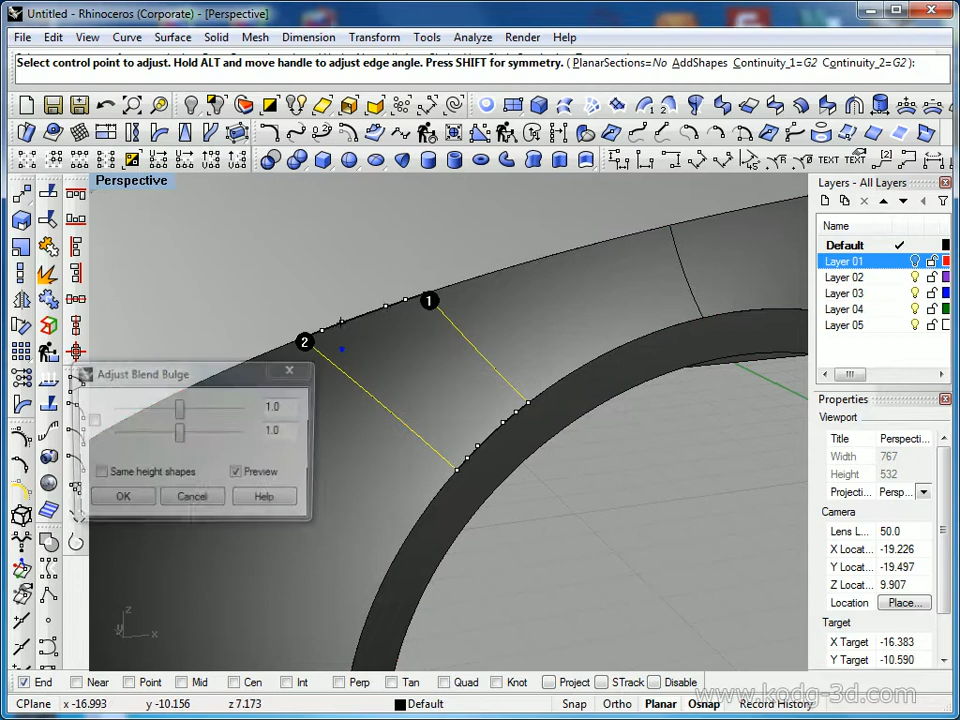 Untitled - Rhinoceros (Corporate) - [Perspective]
File Edit View Curve Surface Solid Mesh Dimension Transform Tools Analyze Render Help
Select control point to adjust. Hold ALT and move handle to adjust edge angle. Press SHIFT for symmetry. ( PlanarSections=No AddShapes Continuity_1=G2 Continuity_2=G2 ):
TEXT TEXT
Perspective
Layers - All Layers
Name
Default
Layer 01
Layer 02
Layer 03
Layer 04
Layer 05
1
2
Adjust Blend Bulge
1.0
1.0
Same height shapes Preview
OK Cancel Help
z
y x
Properties
Viewport
Title Perspecti...
Width 767
Height 532
Projecti... Persp...
Camera
Lens L... 50.0
X Locat... -19.226
Y Locat... -19.497
Z Locat... 9.907
Location Place...
Target
X Target -16.383
Y Target -10.590
End Near Point Mid Cen Int Perp Tan Quad Knot Project STrack Disable
www.kodg-3d.com
CPlane x -16.993 y -10.156 z 7.173 Default Snap Ortho Planar Osnap Record History